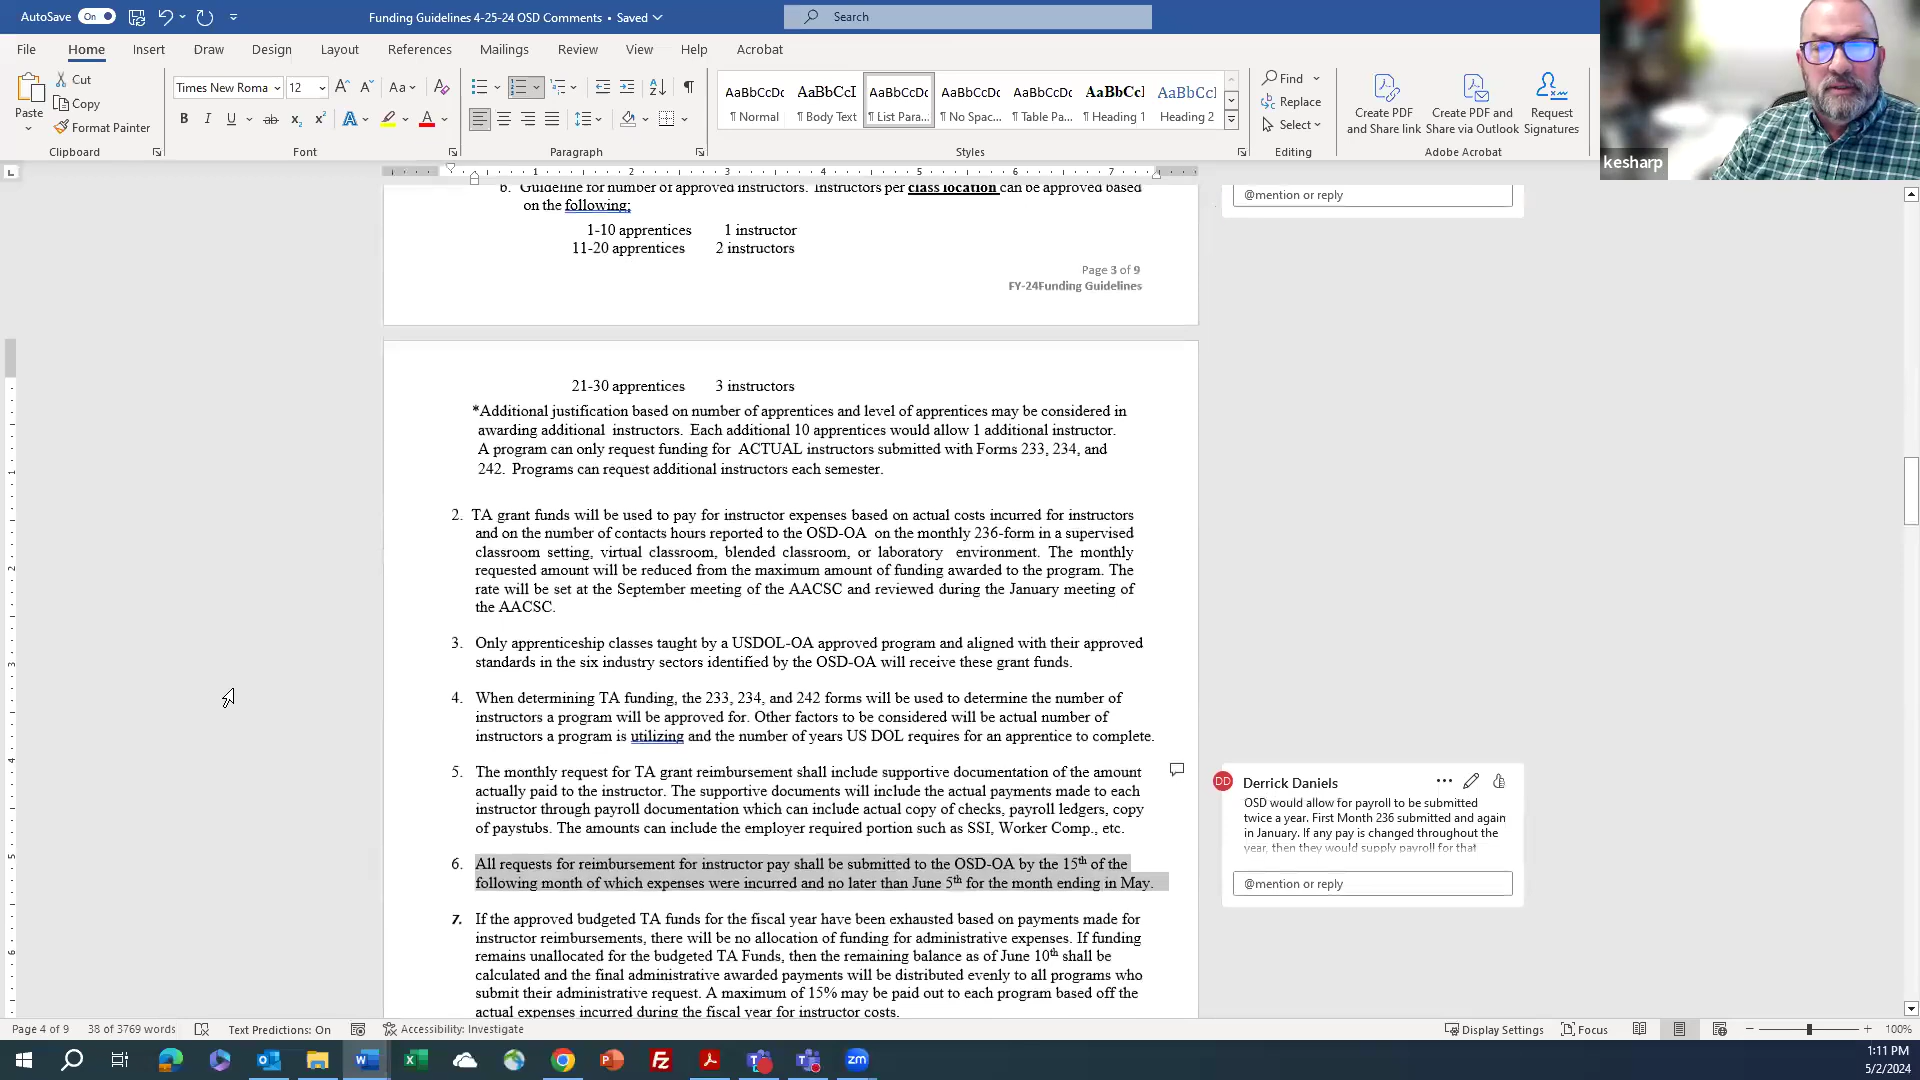 AutoSave On Funding Guidelines 4-25-24 OSD Comments • Saved Search
File Home Insert Draw Design Layout References Mailings Review View Help Acrobat
Paste Cut Copy Format Painter
Times New Roma 12
Normal Body Text List Para... No Spac... Table Pa... Heading 1 Heading 2
Find Replace Select
Create PDF and Share link Create PDF and Share via Outlook Request Signatures
Clipboard Font Paragraph Styles Editing Adobe Acrobat
kesharp
b. Guideline for number of approved instructors. Instructors per class location can be approved based
on the following;
1-10 apprentices 1 instructor
11-20 apprentices 2 instructors
Page 3 of 9
FY-24Funding Guidelines
@mention or reply
21-30 apprentices 3 instructors
*Additional justification based on number of apprentices and level of apprentices may be considered in
awarding additional instructors. Each additional 10 apprentices would allow 1 additional instructor.
A program can only request funding for ACTUAL instructors submitted with Forms 233, 234, and
242. Programs can request additional instructors each semester.
2. TA grant funds will be used to pay for instructor expenses based on actual costs incurred for instructors
and on the number of contacts hours reported to the OSD-OA on the monthly 236-form in a supervised
classroom setting, virtual classroom, blended classroom, or laboratory environment. The monthly
requested amount will be reduced from the maximum amount of funding awarded to the program. The
rate will be set at the September meeting of the AACSC and reviewed during the January meeting of
the AACSC.
3. Only apprenticeship classes taught by a USDOL-OA approved program and aligned with their approved
standards in the six industry sectors identified by the OSD-OA will receive these grant funds.
4. When determining TA funding, the 233, 234, and 242 forms will be used to determine the number of
instructors a program will be approved for. Other factors to be considered will be actual number of
instructors a program is utilizing and the number of years US DOL requires for an apprentice to complete.
5. The monthly request for TA grant reimbursement shall include supportive documentation of the amount
actually paid to the instructor. The supportive documents will include the actual payments made to each
instructor through payroll documentation which can include actual copy of checks, payroll ledgers, copy
of paystubs. The amounts can include the employer required portion such as SSI, Worker Comp., etc.
6. All requests for reimbursement for instructor pay shall be submitted to the OSD-OA by the 15th of the
following month of which expenses were incurred and no later than June 5th for the month ending in May.
7. If the approved budgeted TA funds for the fiscal year have been exhausted based on payments made for
instructor reimbursements, there will be no allocation of funding for administrative expenses. If funding
remains unallocated for the budgeted TA Funds, then the remaining balance as of June 10th shall be
calculated and the final administrative awarded payments will be distributed evenly to all programs who
submit their administrative request. A maximum of 15% may be paid out to each program based off the
actual expenses incurred during the fiscal year for instructor costs.
DD Derrick Daniels
OSD would allow for payroll to be submitted
twice a year. First Month 236 submitted and again
in January. If any pay is changed throughout the
year, then they would supply payroll for that
@mention or reply
Page 4 of 9 38 of 3769 words Text Predictions: On Accessibility: Investigate Display Settings Focus 100%
1:11 PM
5/2/2024